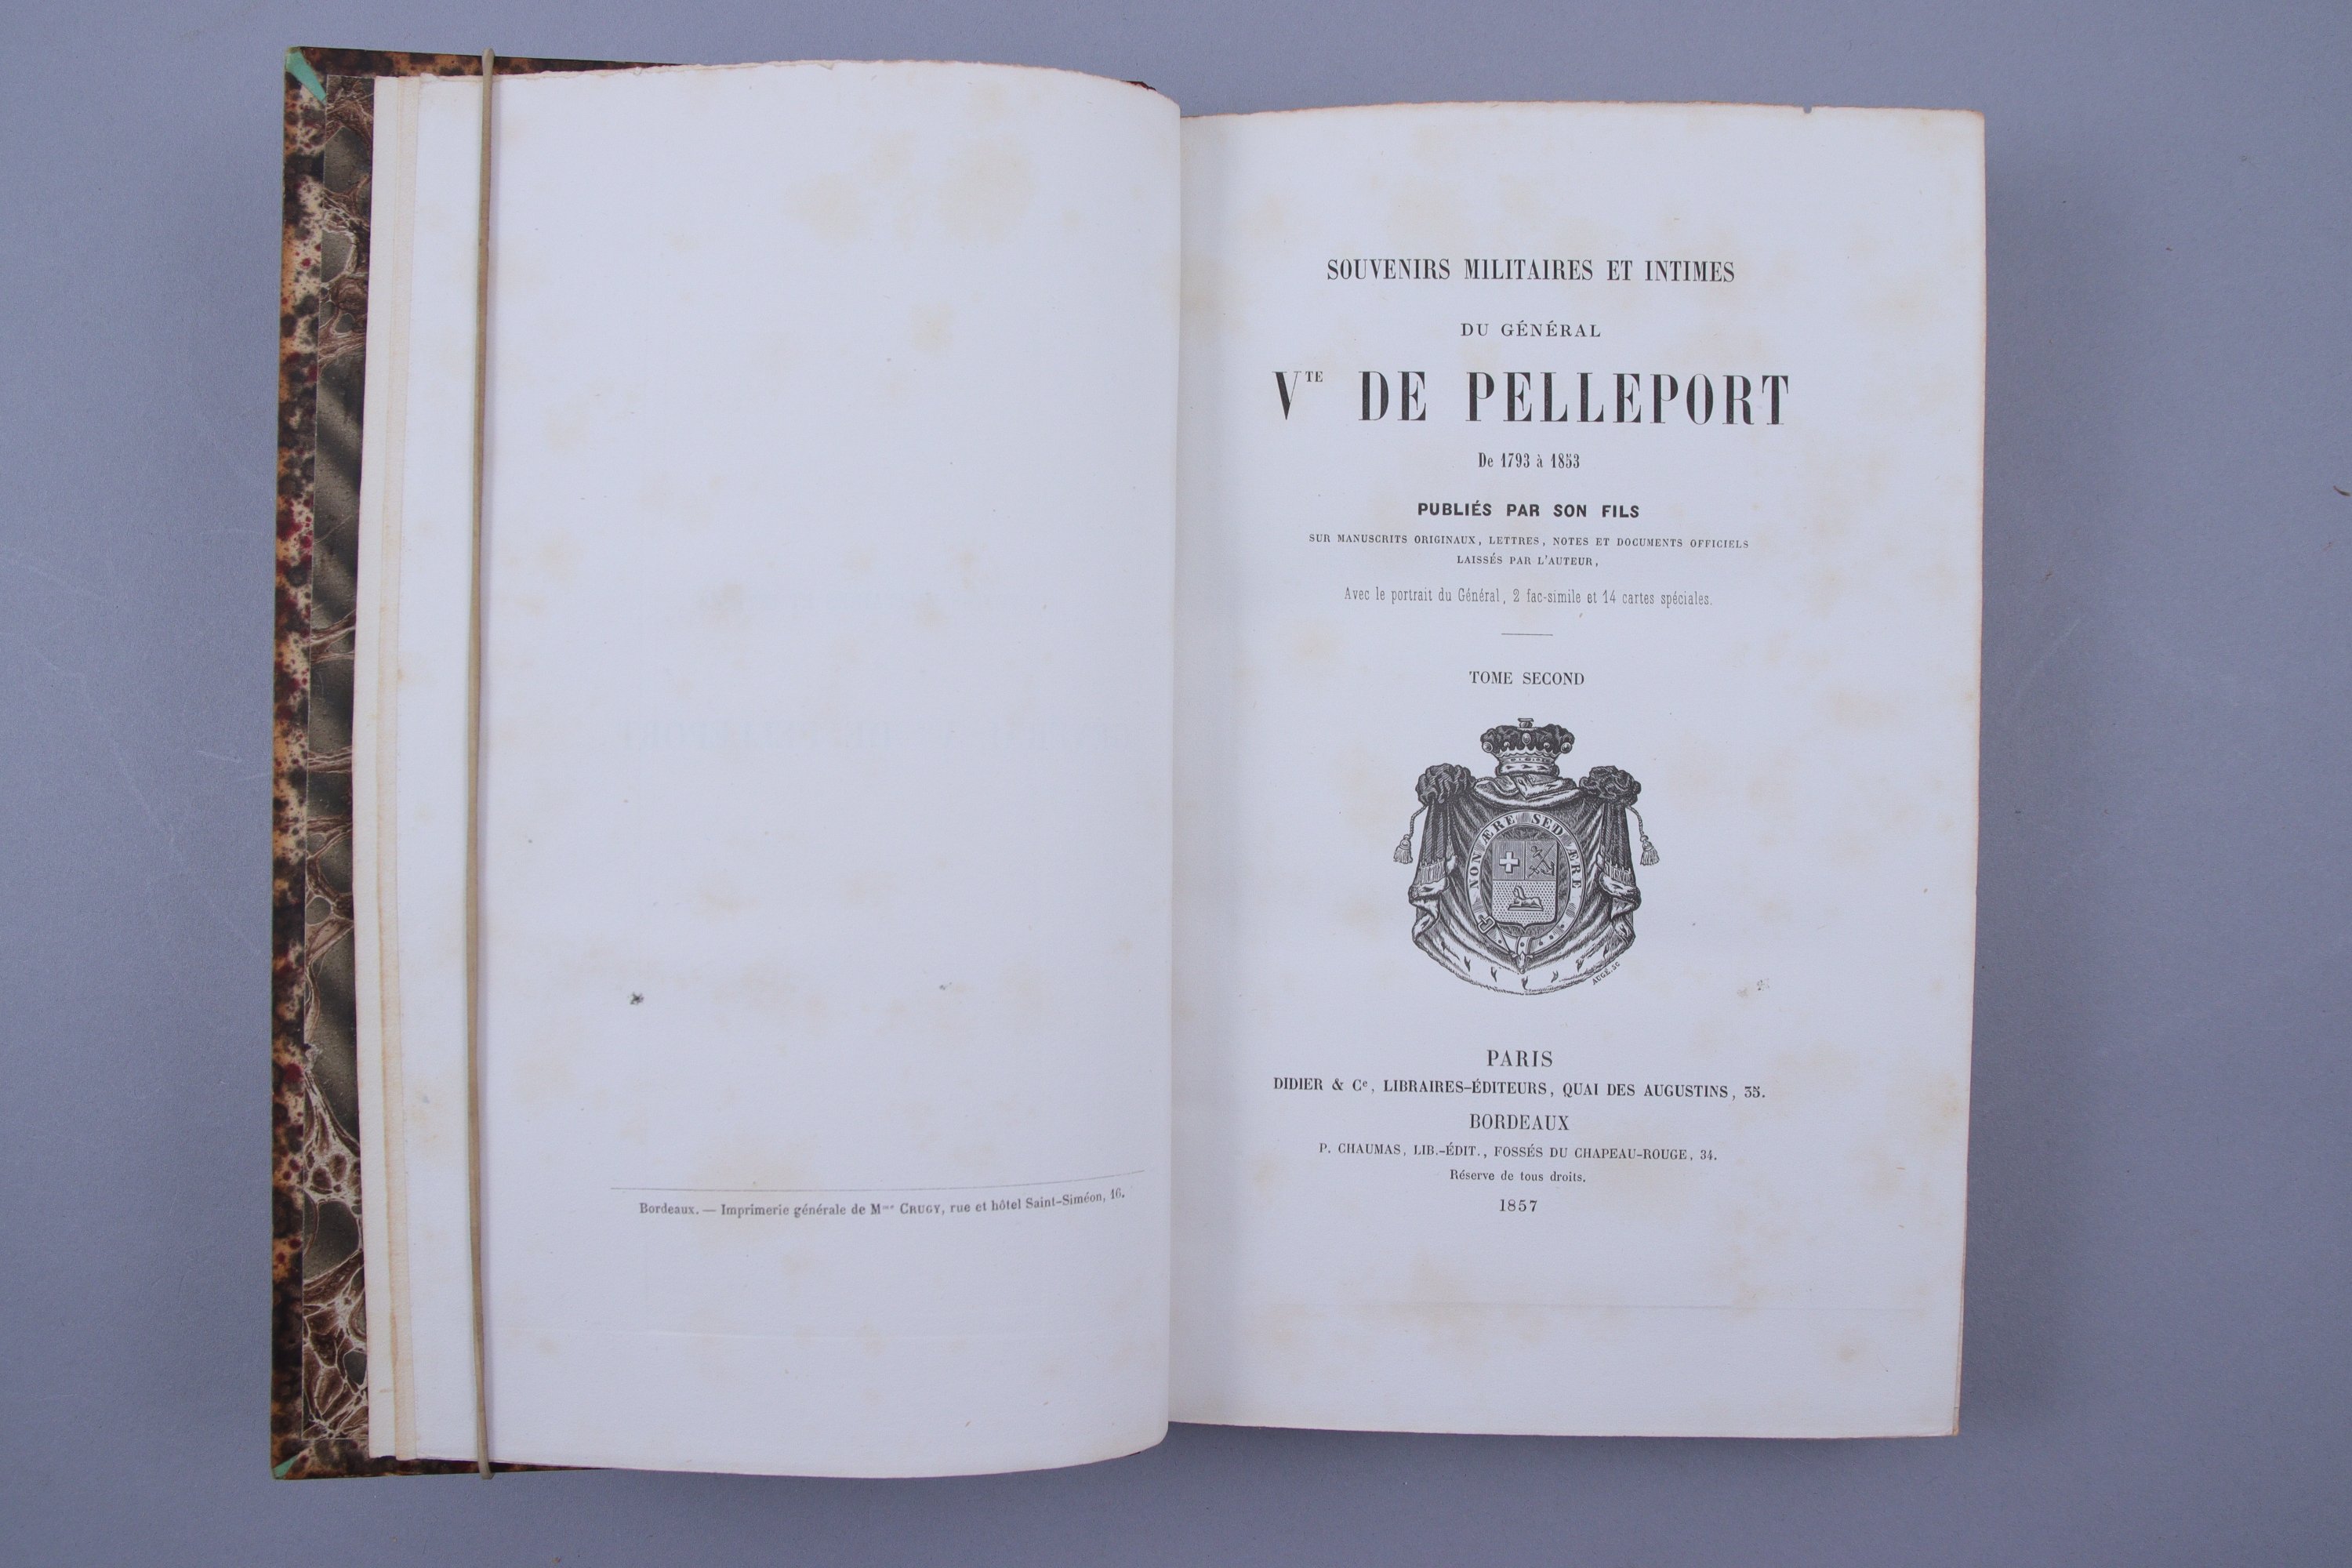 Bordeaux. — Imprimerie générale de Mme CRUGY, rue et hôtel Saint-Siméon, 16.
SOUVENIRS MILITAIRES ET INTIMES
DU GÉNÉRAL
VTE DE PELLEPORT
De 1793 à 1853
PUBLIÉS PAR SON FILS
SUR MANUSCRITS ORIGINAUX, LETTRES, NOTES ET DOCUMENTS OFFICIELS
LAISSÉS PAR L'AUTEUR,
Avec le portrait du Général, 2 fac-simile et 14 cartes spéciales.
TOME SECOND
NON ÆRE SED ÆRE
AUGÉ. SC
PARIS
DIDIER & Ce, LIBRAIRES-ÉDITEURS, QUAI DES AUGUSTINS, 35.
BORDEAUX
P. CHAUMAS, LIB.-ÉDIT., FOSSÉS DU CHAPEAU-ROUGE, 34.
Réserve de tous droits.
1857